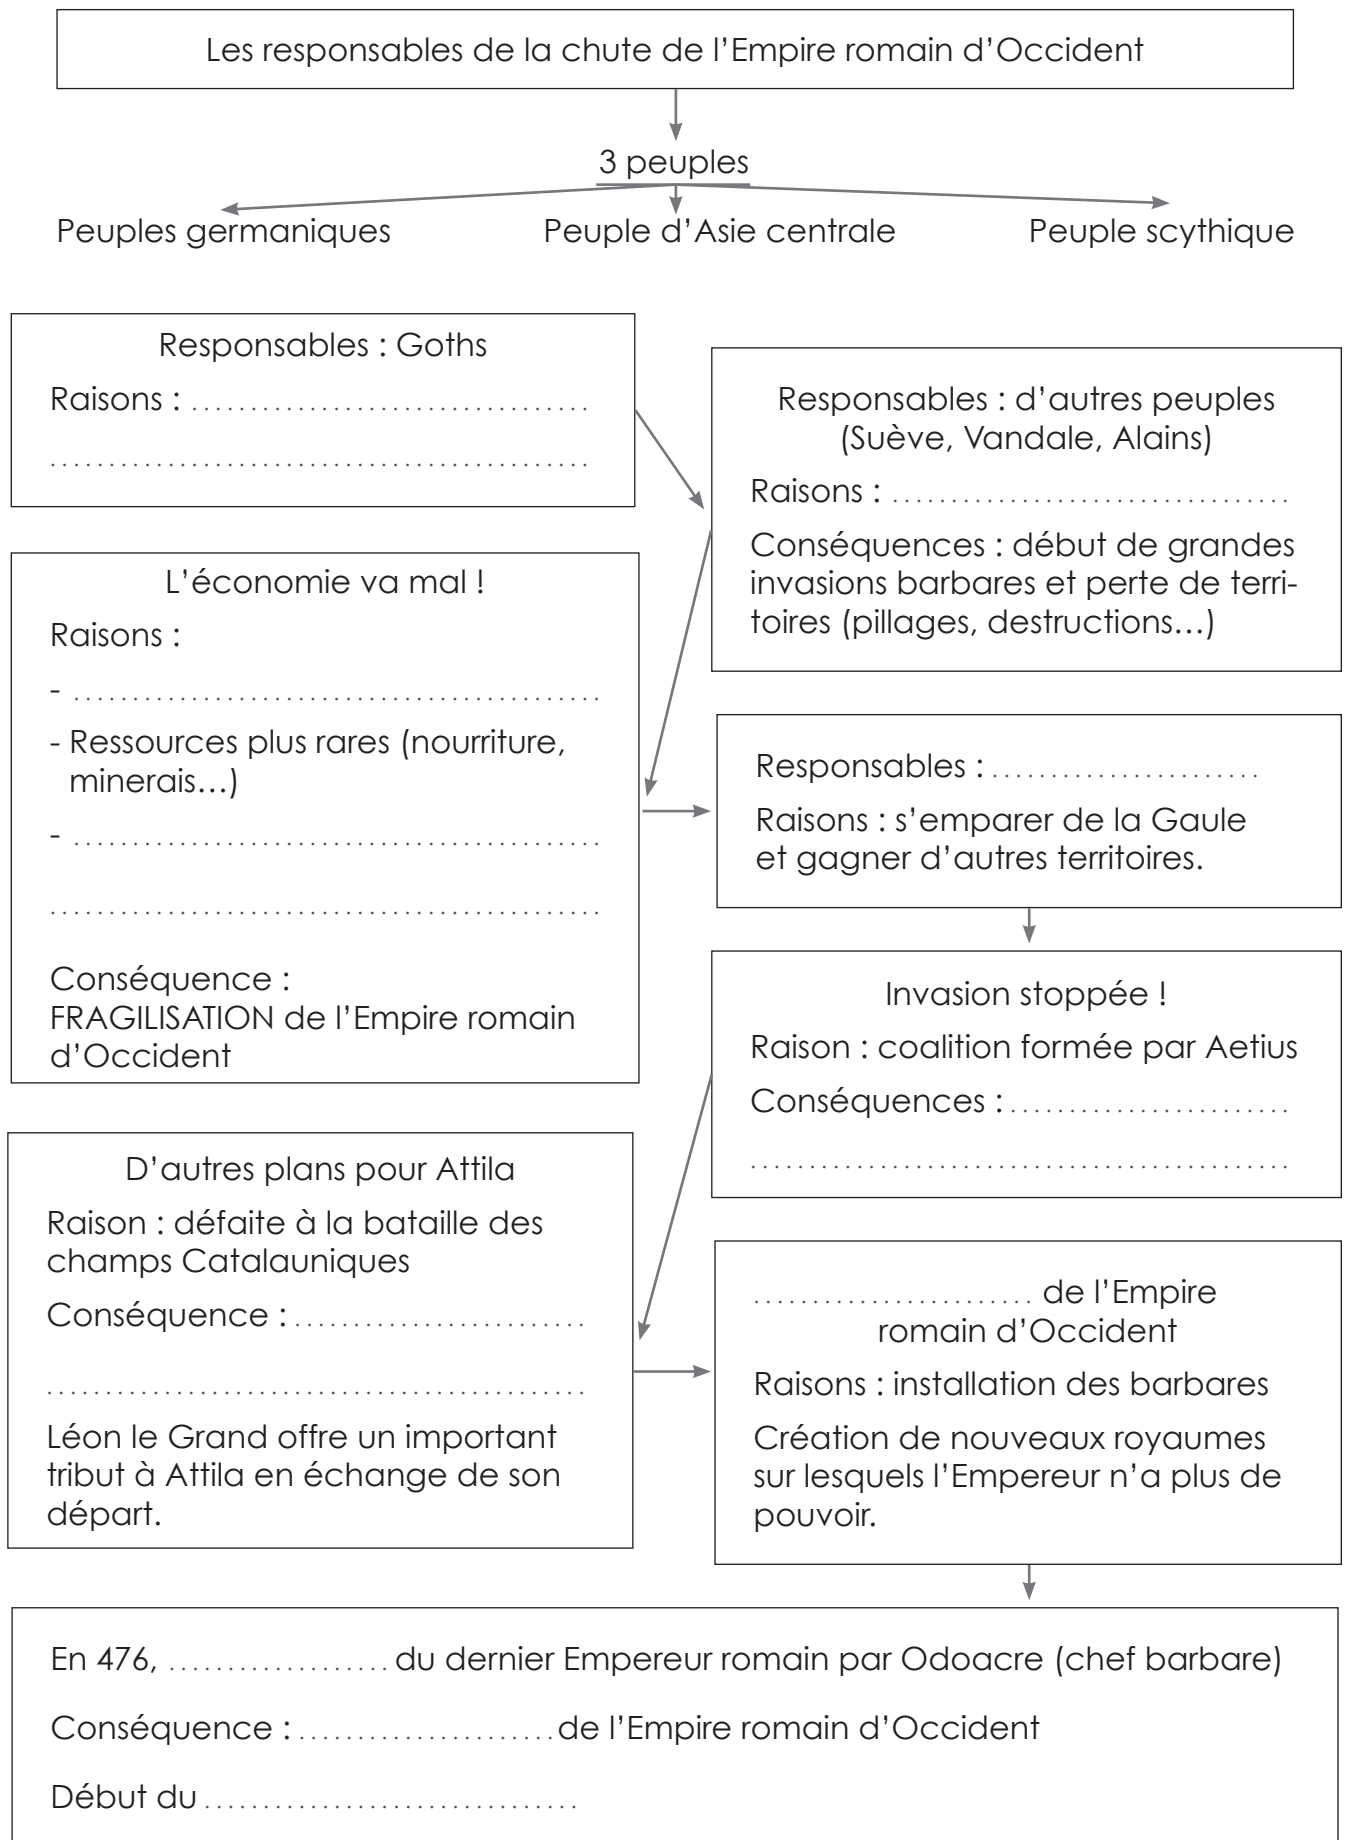 Les responsables de la chute de l’Empire romain d’Occident
3 peuples
Peuples germaniques
Peuple d’Asie centrale
Peuple scythique
Responsables : Goths
Raisons : ..................................
..............................................
Responsables : d’autres peuples
(Suève, Vandale, Alains)
Raisons : ..................................
Conséquences : début de grandes
invasions barbares et perte de terri-
toires (pillages, destructions…)
L’économie va mal !
Raisons :
- .............................................
- Ressources plus rares (nourriture,
minerais…)
- .............................................
...............................................
Conséquence :
FRAGILISATION de l’Empire romain
d’Occident
Responsables : .......................
Raisons : s’emparer de la Gaule
et gagner d’autres territoires.
Invasion stoppée !
Raison : coalition formée par Aetius
Conséquences : ........................
..............................................
D’autres plans pour Attila
Raison : défaite à la bataille des
champs Catalauniques
Conséquence : .........................
..............................................
Léon le Grand offre un important
tribut à Attila en échange de son
départ.
........................ de l’Empire
romain d’Occident
Raisons : installation des barbares
Création de nouveaux royaumes
sur lesquels l’Empereur n’a plus de
pouvoir.
En 476, ................... du dernier Empereur romain par Odoacre (chef barbare)
Conséquence : ...................... de l’Empire romain d’Occident
Début du ................................